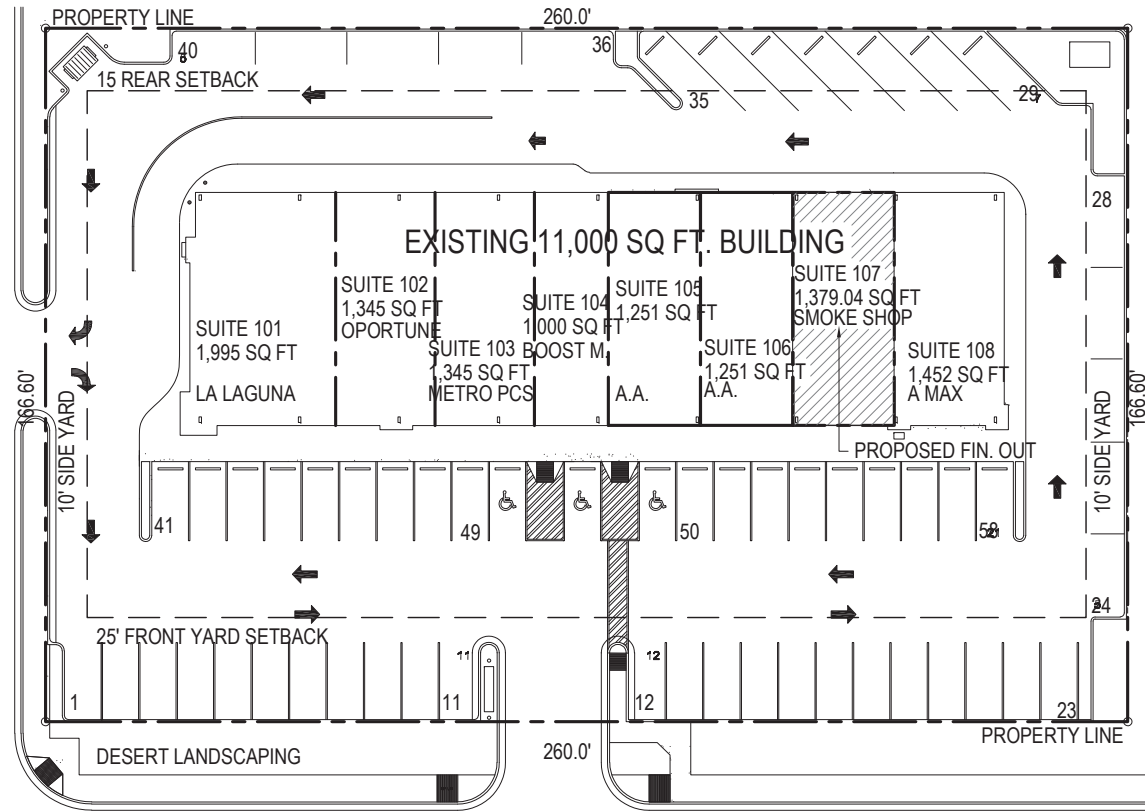 PROPERTY LINE
260.0'
40
36
15 REAR SETBACK
35
29
28
EXISTING 11,000 SQ FT. BUILDING
SUITE 101
1,995 SQ FT
LA LAGUNA
SUITE 102
1,345 SQ FT
OPORTUNE
SUITE 103
1,345 SQ FT
METRO PCS
SUITE 104
1,000 SQ FT
BOOST M.
SUITE 105
1,251 SQ FT
A.A.
SUITE 106
1,251 SQ FT
A.A.
SUITE 107
1,379.04 SQ FT
SMOKE SHOP
SUITE 108
1,452 SQ FT
A MAX
PROPOSED FIN. OUT
166.60'
10' SIDE YARD
10' SIDE YARD
166.60'
41
49
50
58
24
25' FRONT YARD SETBACK
11
12
1
11
12
23
PROPERTY LINE
260.0'
DESERT LANDSCAPING